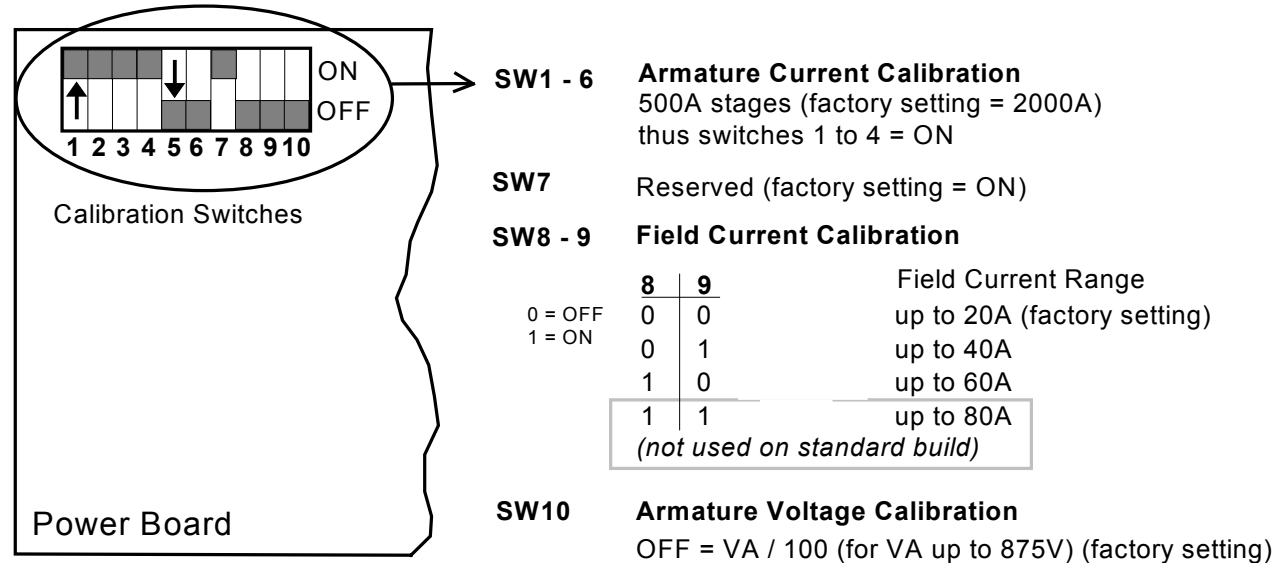 ON
OFF
1 2 3 4 5 6 7 8 9 10
Calibration Switches
Power Board
SW1 - 6 Armature Current Calibration
500A stages (factory setting = 2000A)
thus switches 1 to 4 = ON
SW7 Reserved (factory setting = ON)
SW8 - 9 Field Current Calibration
8 9 Field Current Range
0 = OFF
1 = ON
0 0 up to 20A (factory setting)
0 1 up to 40A
1 0 up to 60A
1 1 up to 80A
(not used on standard build)
SW10 Armature Voltage Calibration
OFF = VA / 100 (for VA up to 875V) (factory setting)